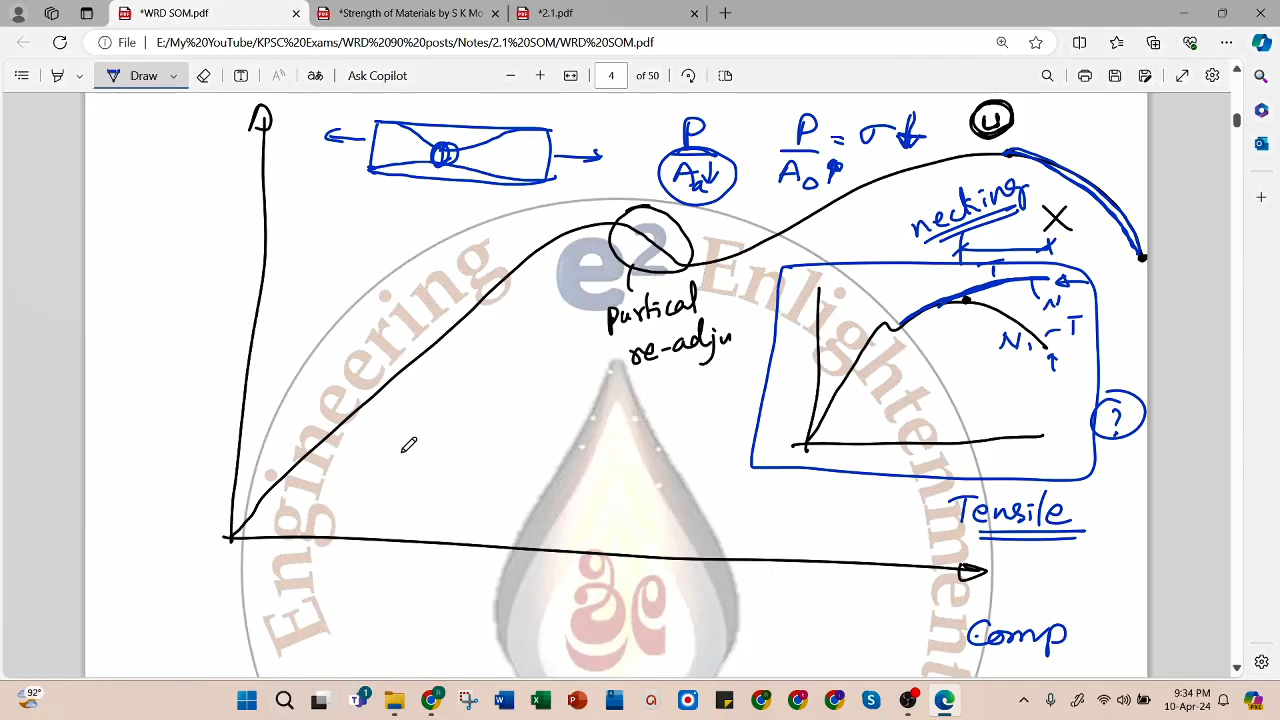 *WRD SOM.pdf
*Strength of Materials by S K Mo
*2.1.pdf
File
E:/My%20YouTube/KPSC%20Exams/WRD%2090%20posts/Notes/2.1%20SOM/WRD%20SOM.pdf
Draw
Ask Copilot
4 of 50
P
P
= σ ↓
A₀
U
necking
Engineering
e²
Enlightenment
Purtical
re-adju
T
N
N, - T
?
Tensile
Comp
92°
9:34 PM
10-Apr-24